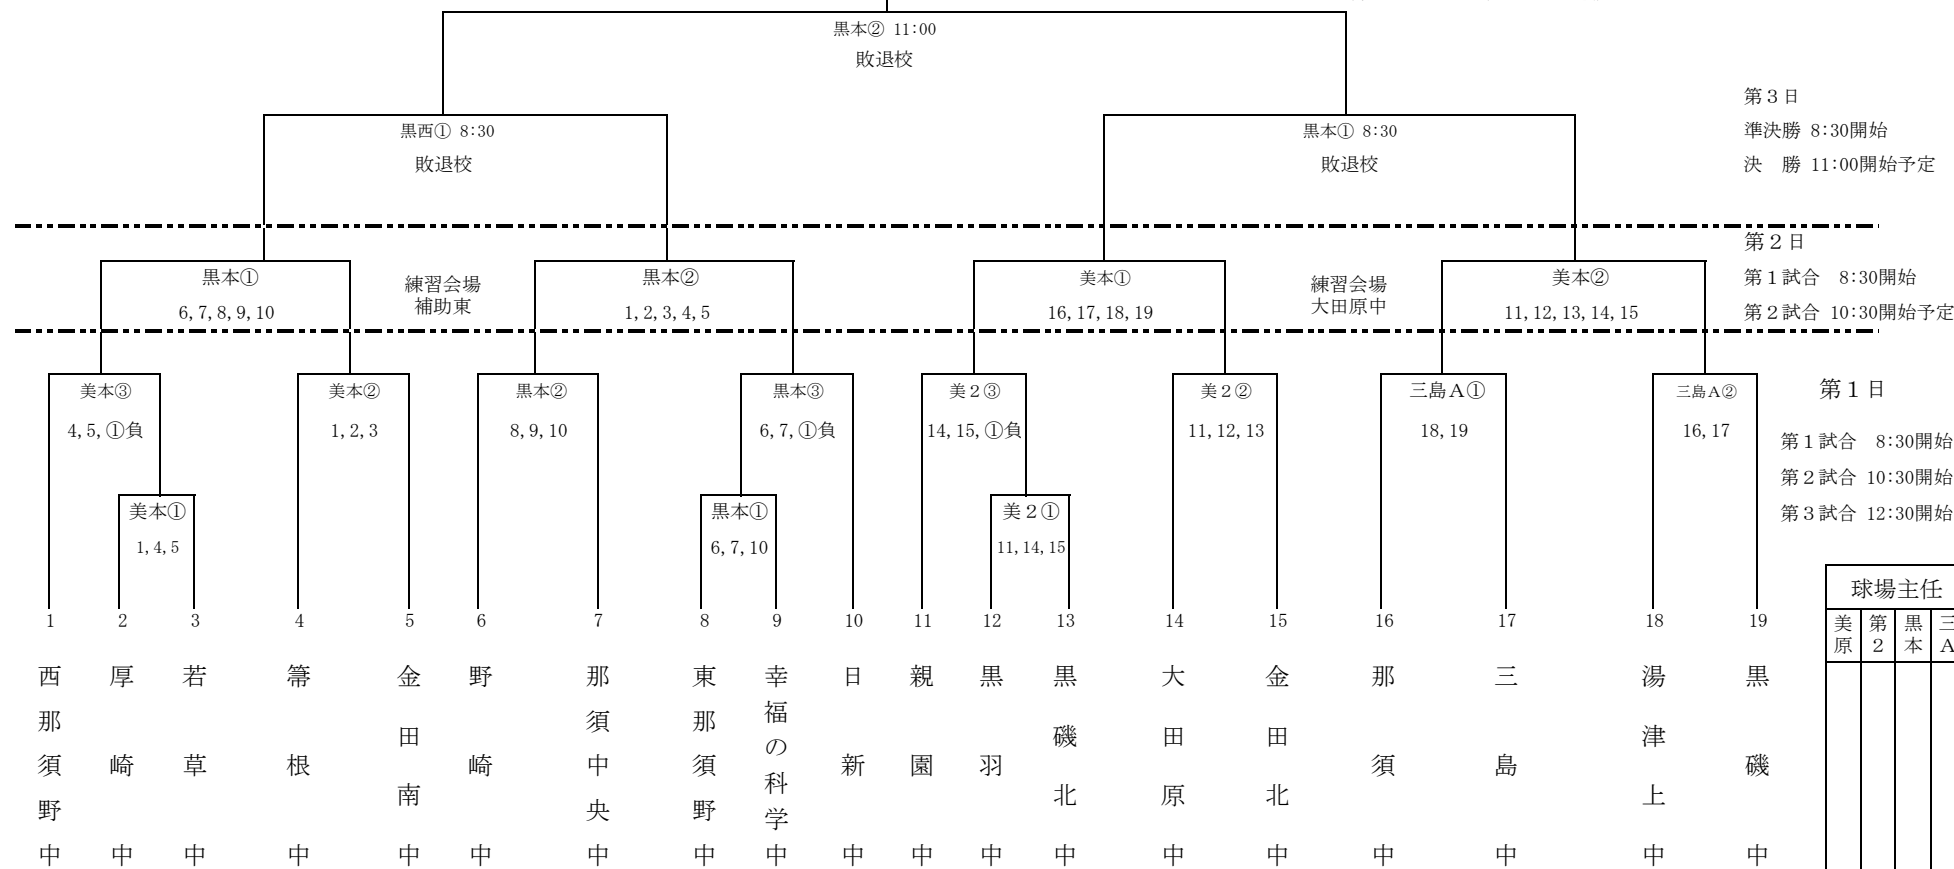 黒本② 11:00
敗退校
第３日
黒西① 8:30
黒本① 8:30
準決勝 8:30開始
敗退校
敗退校
決　勝 11:00開始予定
第２日
黒本①
練習会場
補助東
黒本②
美本①
練習会場
大田原中
美本②
第１試合　8:30開始
6,7,8,9,10
1,2,3,4,5
16,17,18,19
11,12,13,14,15
第２試合 10:30開始予定
美本③
美本②
黒本②
黒本③
美２③
美２②
三島Ａ①
三島Ａ②
第１日
4,5,①負
1,2,3
8,9,10
6,7,①負
14,15,①負
11,12,13
18,19
16,17
第１試合　8:30開始
第２試合 10:30開始
美本①
黒本①
美２①
第３試合 12:30開始
1,4,5
6,7,10
11,14,15
球場主任
美原
第2
黒本
三A
1
2
3
4
5
6
7
8
9
10
11
12
13
14
15
16
17
18
19
西那須野中
厚崎中
若草中
箒根中
金田南中
野崎中
那須中央中
東那須野中
幸福の科学中
日新中
親園中
黒羽中
黒磯北中
大田原中
金田北中
那須中
三島中
湯津上中
黒磯中